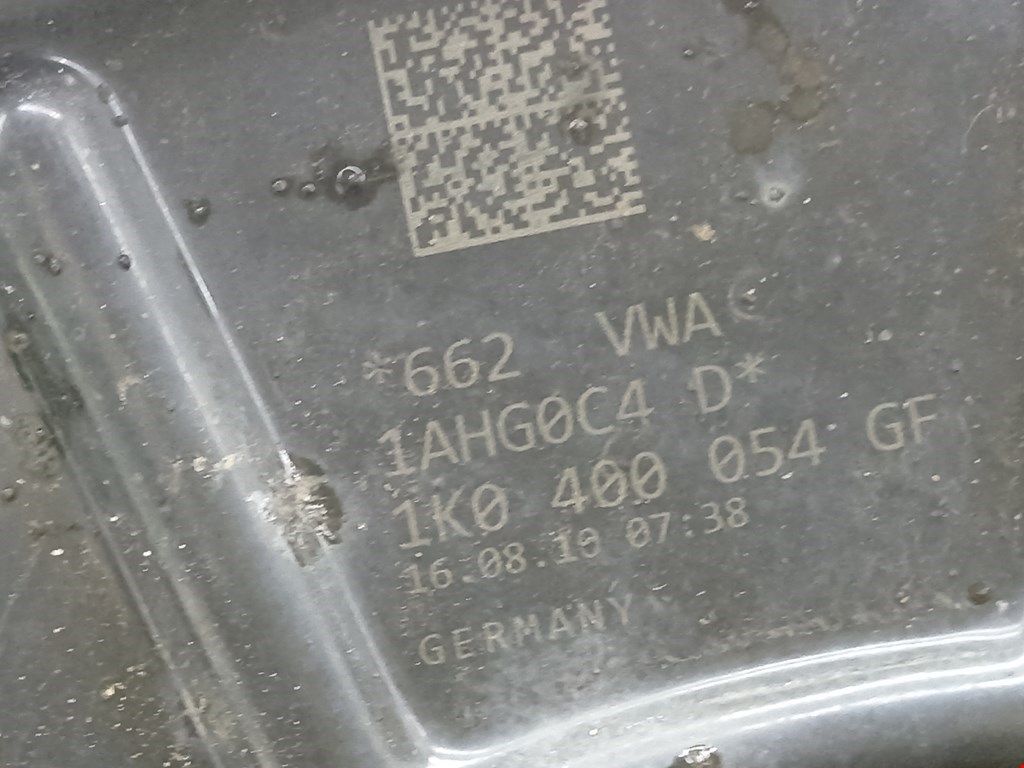 *662 VWA
1AHG0C4 D*
1K0 400 054 GF
16.08.10 07:38
GERMANY